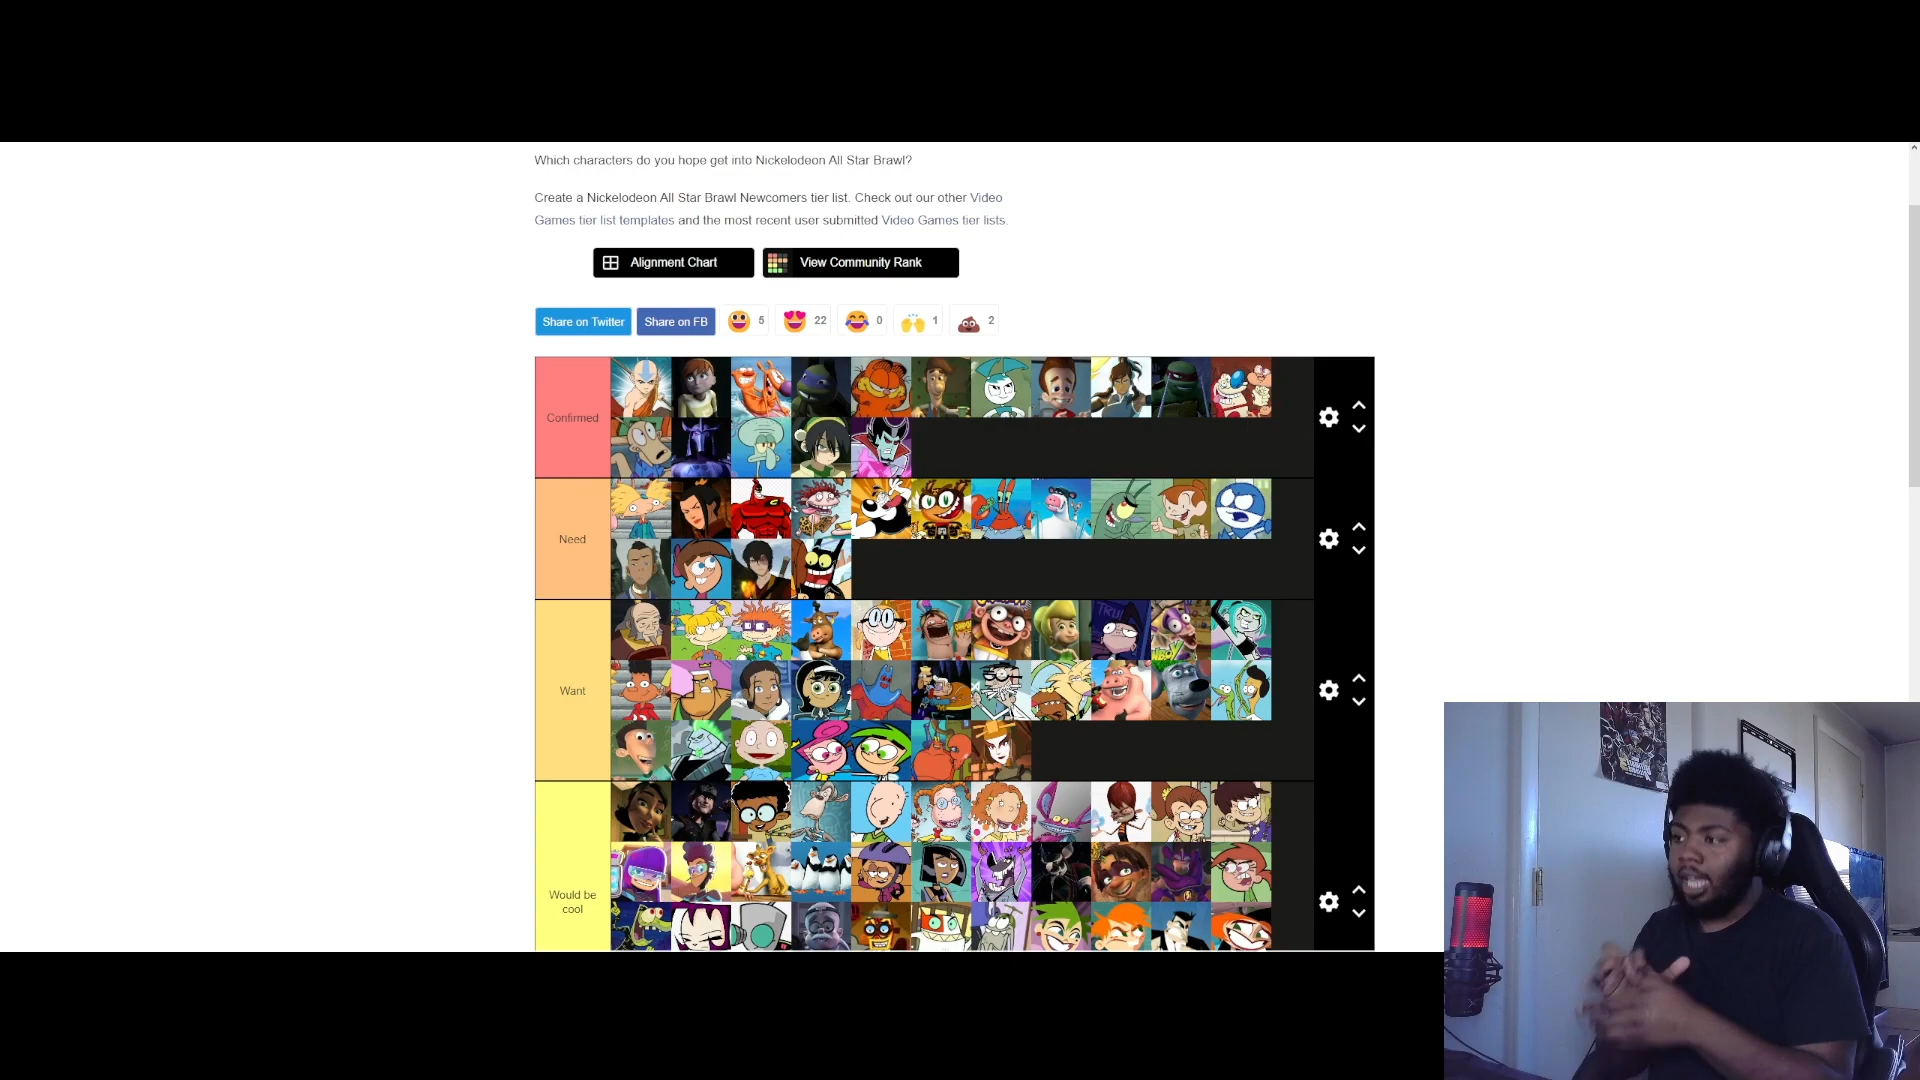 Which characters do you hope get into Nickelodeon All Star Brawl?
Create a Nickelodeon All Star Brawl Newcomers tier list. Check out our other Video
Games tier list templates and the most recent user submitted Video Games tier lists.
Alignment Chart
View Community Rank
Share on Twitter
Share on FB
5
22
0
1
2
Confirmed
Need
Want
TRU
Would be
cool